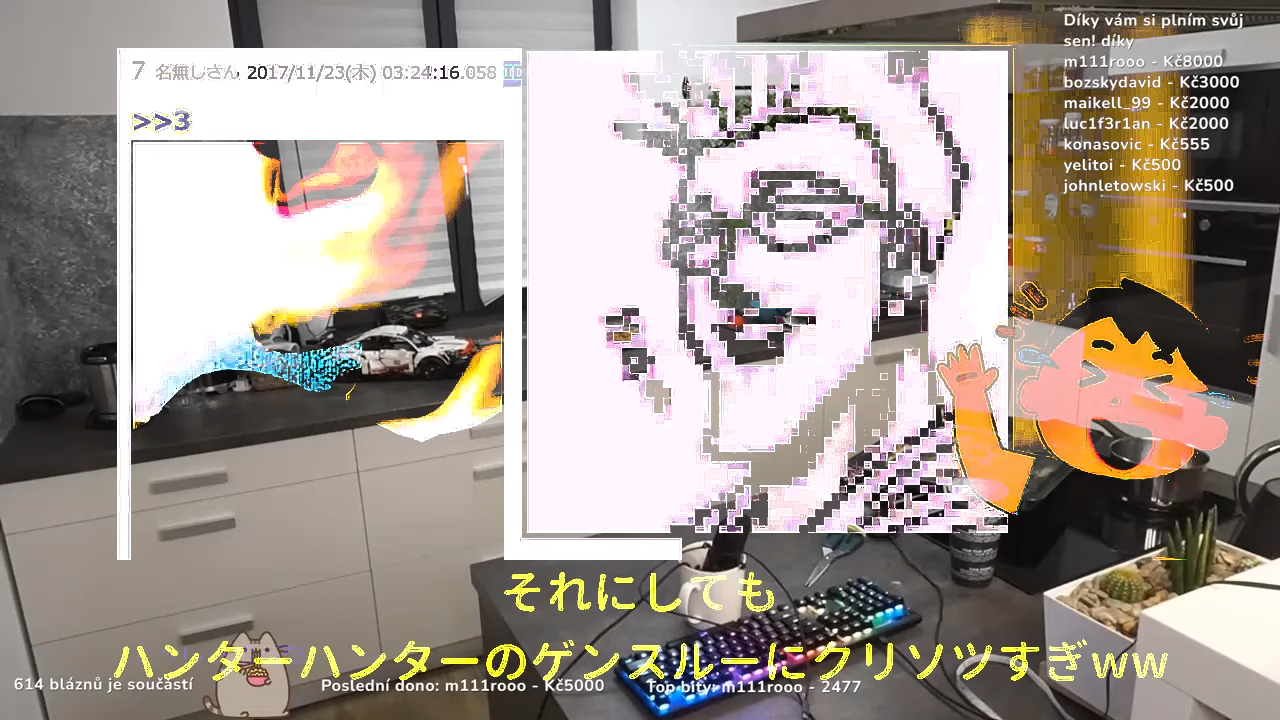 Díky vám si plním svůj
sen! díky
m111rooo - Kč8000
bozskydavid - Kč3000
maikell_99 - Kč2000
luc1f3r1an - Kč2000
konasovic - Kč555
yelitoi - Kč500
johnletowski - Kč500
7 名無しさん 2017/11/23(木) 03:24:16.058 ID
>>3
それにしても
ハンターハンターのゲンスルーにクリソツすぎww
614 bláznů je součástí
Poslední dono: m111rooo - Kč5000
Top bity: m111rooo - 2477